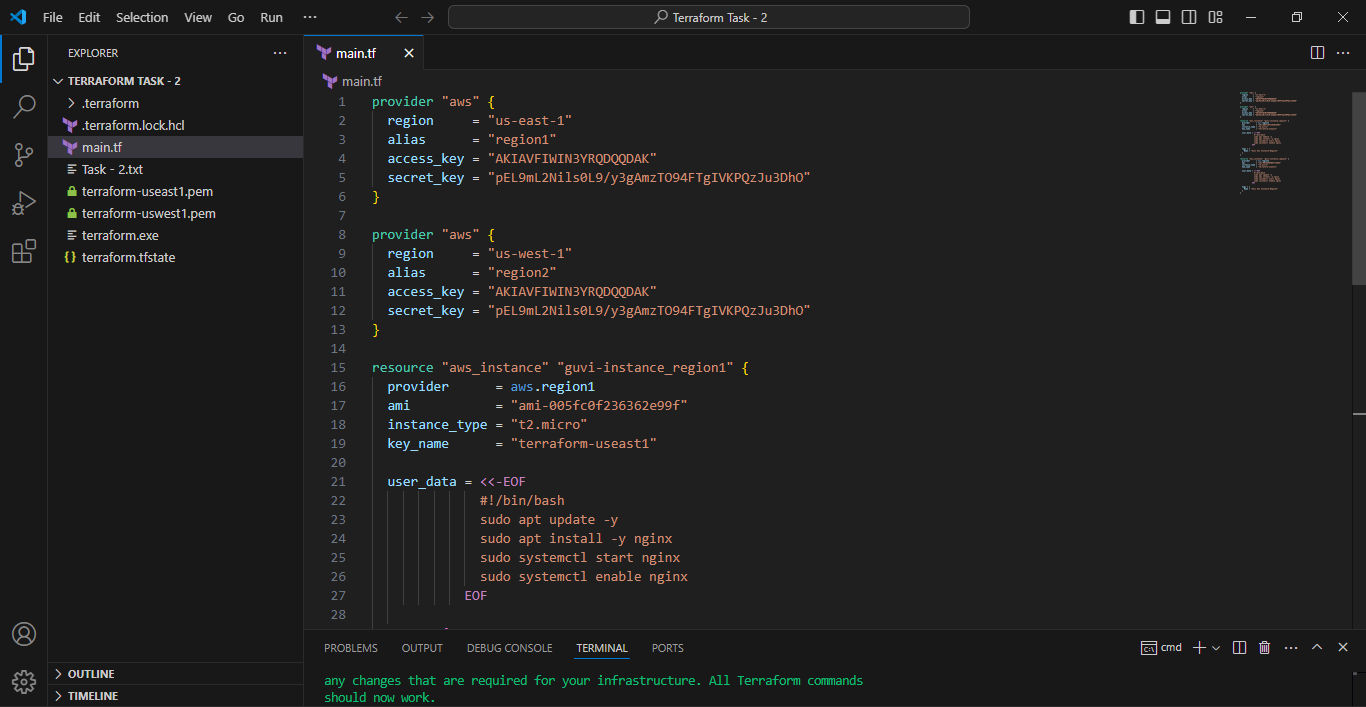 File Edit Selection View Go Run ··· Terraform Task - 2
EXPLORER ···
TERRAFORM TASK - 2
.terraform
.terraform.lock.hcl
main.tf
Task - 2.txt
terraform-useast1.pem
terraform-uswest1.pem
terraform.exe
{} terraform.tfstate
OUTLINE
TIMELINE
main.tf
main.tf
1 provider "aws" {
2 region = "us-east-1"
3 alias = "region1"
4 access_key = "AKIAVFIWIN3YRQDQQDAK"
5 secret_key = "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"
6 }
7
8 provider "aws" {
9 region = "us-west-1"
10 alias = "region2"
11 access_key = "AKIAVFIWIN3YRQDQQDAK"
12 secret_key = "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"
13 }
14
15 resource "aws_instance" "guvi-instance_region1" {
16 provider = aws.region1
17 ami = "ami-005fc0f236362e99f"
18 instance_type = "t2.micro"
19 key_name = "terraform-useast1"
20
21 user_data = <<-EOF
22 #!/bin/bash
23 sudo apt update -y
24 sudo apt install -y nginx
25 sudo systemctl start nginx
26 sudo systemctl enable nginx
27 EOF
28
PROBLEMS OUTPUT DEBUG CONSOLE TERMINAL PORTS cmd
any changes that are required for your infrastructure. All Terraform commands
should now work.